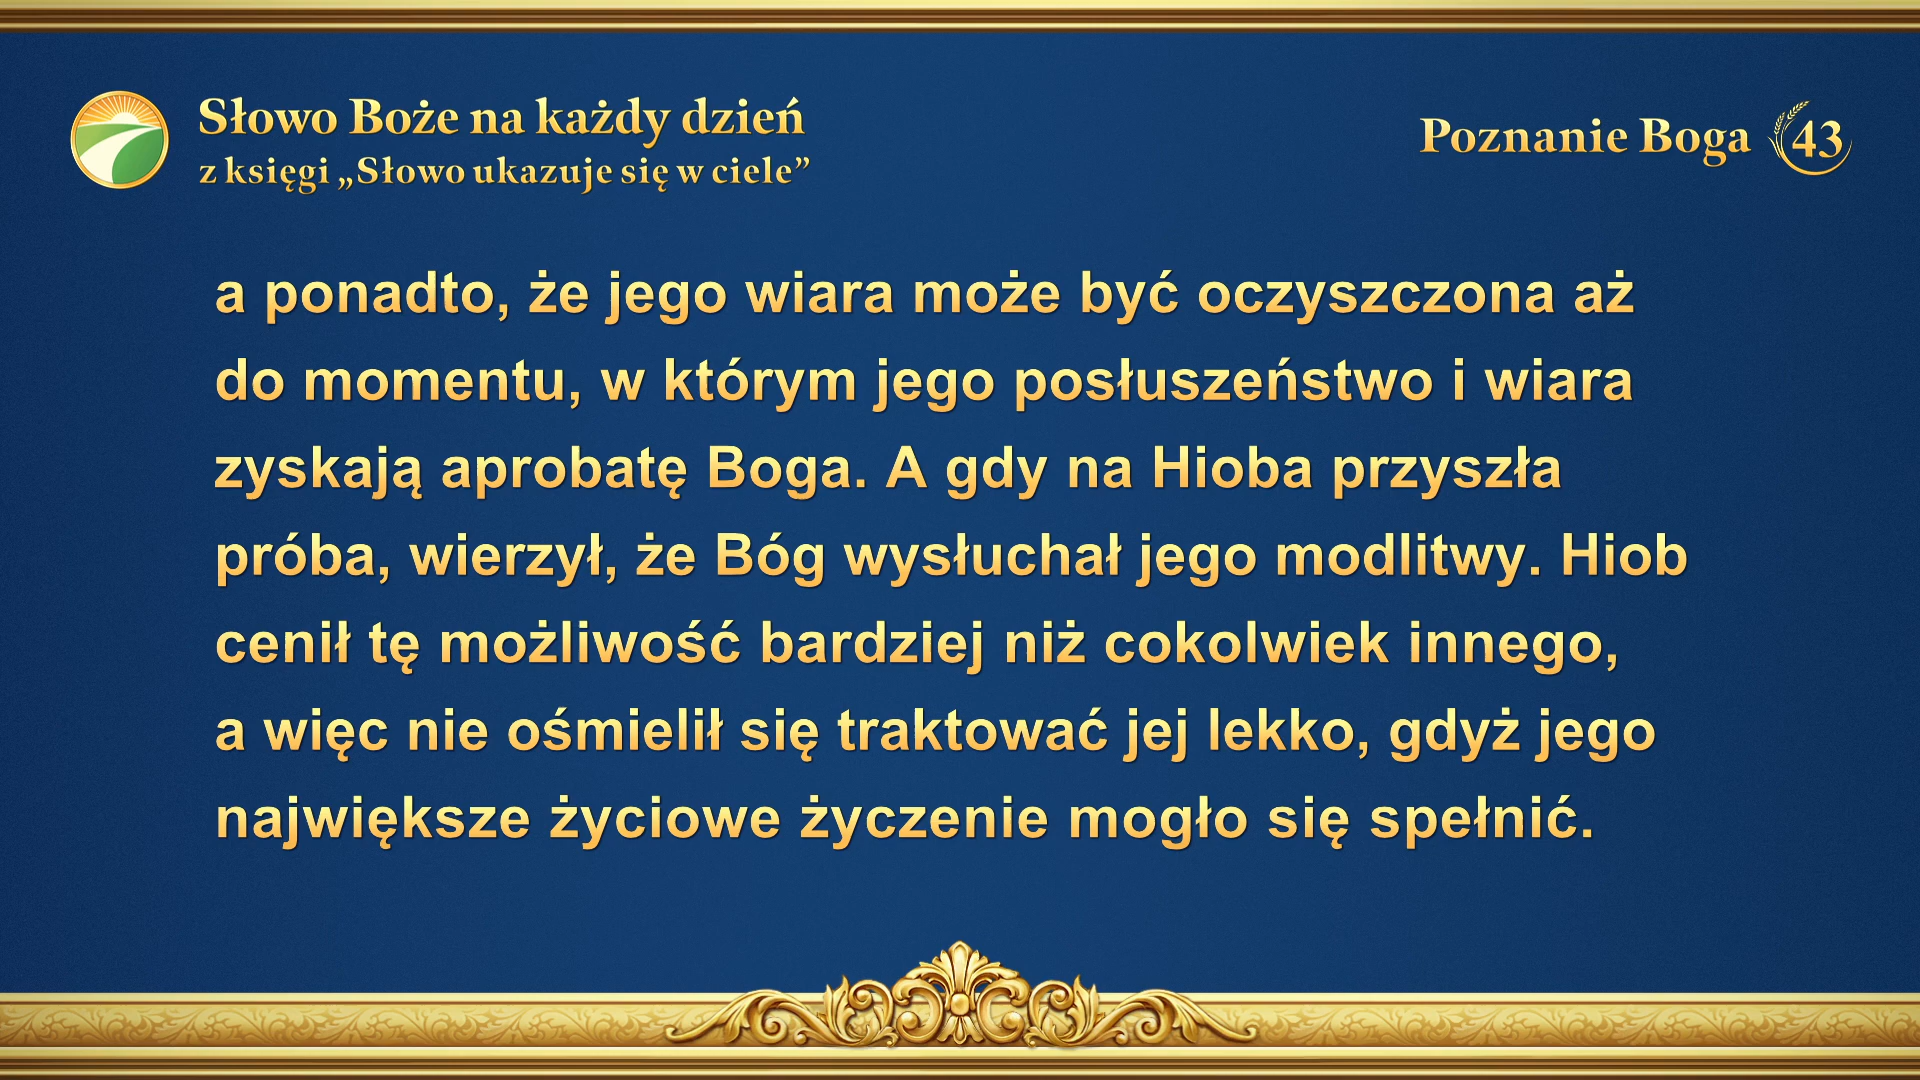 Słowo Boże na każdy dzień
z księgi „Słowo ukazuje się w ciele”
Poznanie Boga 43
a ponadto, że jego wiara może być oczyszczona aż
do momentu, w którym jego posłuszeństwo i wiara
zyskają aprobatę Boga. A gdy na Hioba przyszła
próba, wierzył, że Bóg wysłuchał jego modlitwy. Hiob
cenił tę możliwość bardziej niż cokolwiek innego,
a więc nie ośmielił się traktować jej lekko, gdyż jego
największe życiowe życzenie mogło się spełnić.